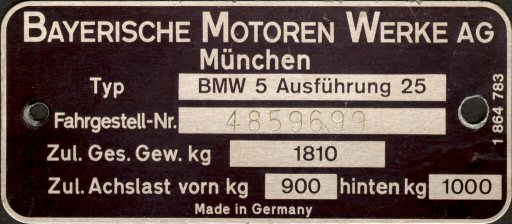 BAYERISCHE MOTOREN WERKE AG
München
Typ BMW 5 Ausführung 25
Fahrgestell-Nr. 4859699
Zul. Ges. Gew. kg 1810
Zul. Achslast vorn kg 900 hinten kg 1000
Made in Germany
1 864 783